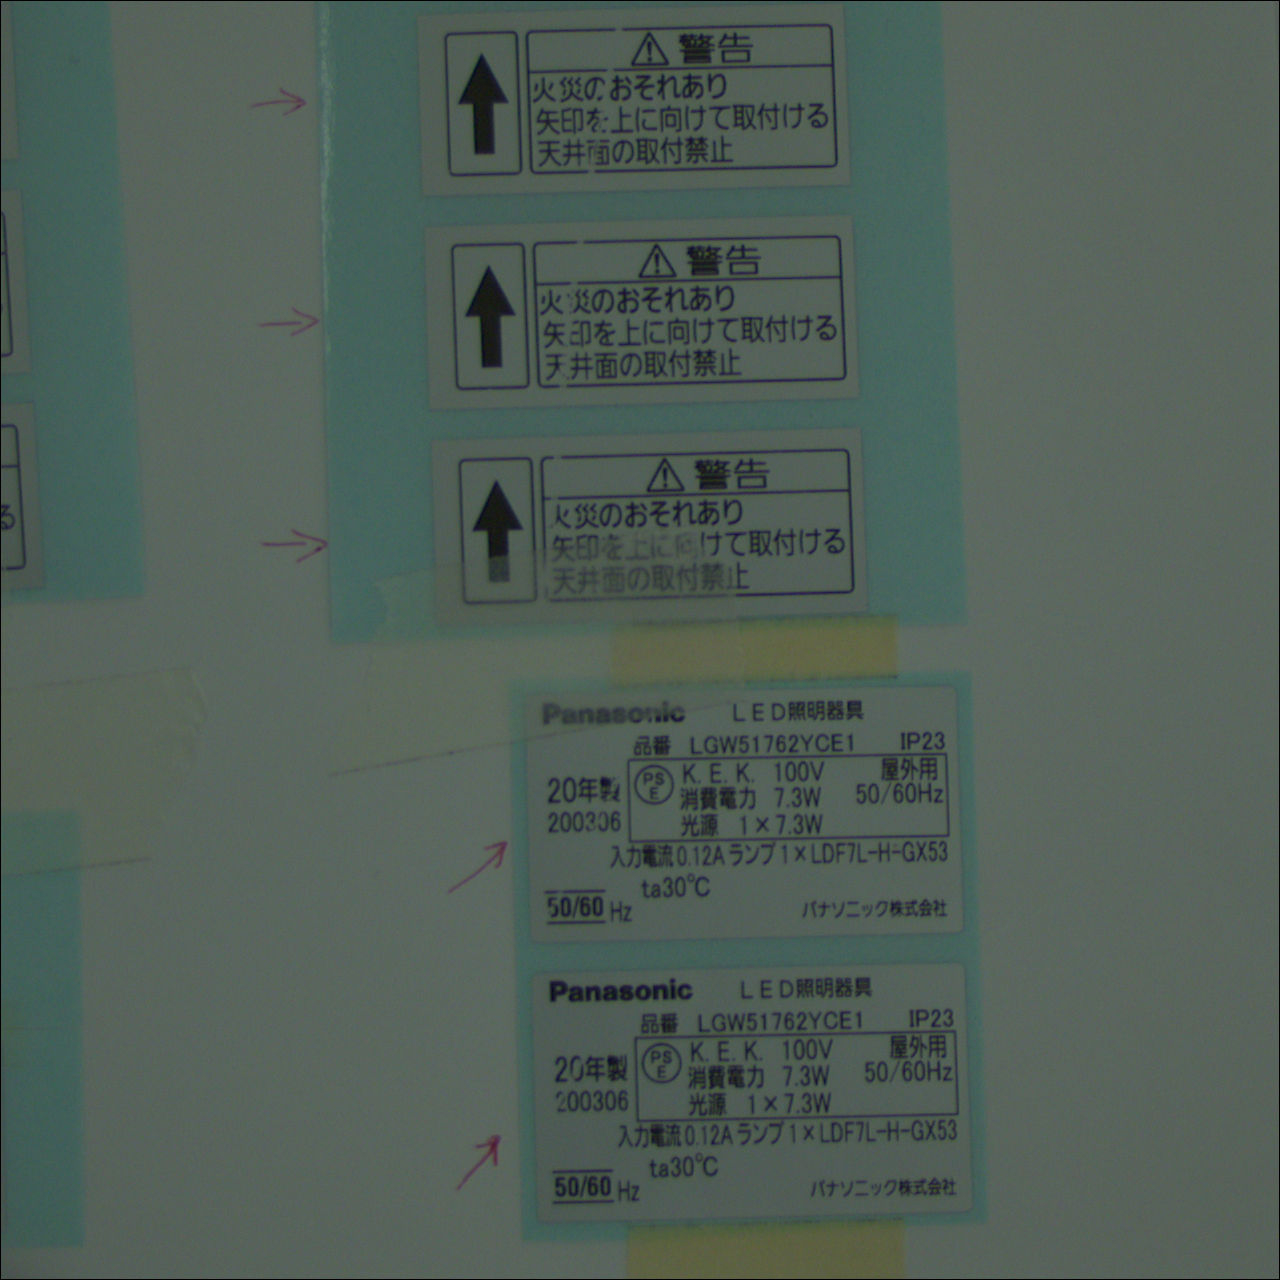 警告
火災のおそれあり
矢印を上に向けて取付ける
天井面の取付禁止
警告
火災のおそれあり
矢印を上に向けて取付ける
天井面の取付禁止
警告
火災のおそれあり
矢印を上に向けて取付ける
天井面の取付禁止
る
Panasonic LED照明器具
品番 LGW51762YCE1 IP23
20年製 PSE K.E.K. 100V 屋外用
消費電力 7.3W 50/60Hz
200306 光源 1×7.3W
入力電流0.12A ランプ1×LDF7L-H-GX53
ta30℃
50/60 Hz パナソニック株式会社
Panasonic LED照明器具
品番 LGW51762YCE1 IP23
20年製 PSE K.E.K. 100V 屋外用
消費電力 7.3W 50/60Hz
200306 光源 1×7.3W
入力電流0.12A ランプ1×LDF7L-H-GX53
ta30℃
50/60 Hz パナソニック株式会社